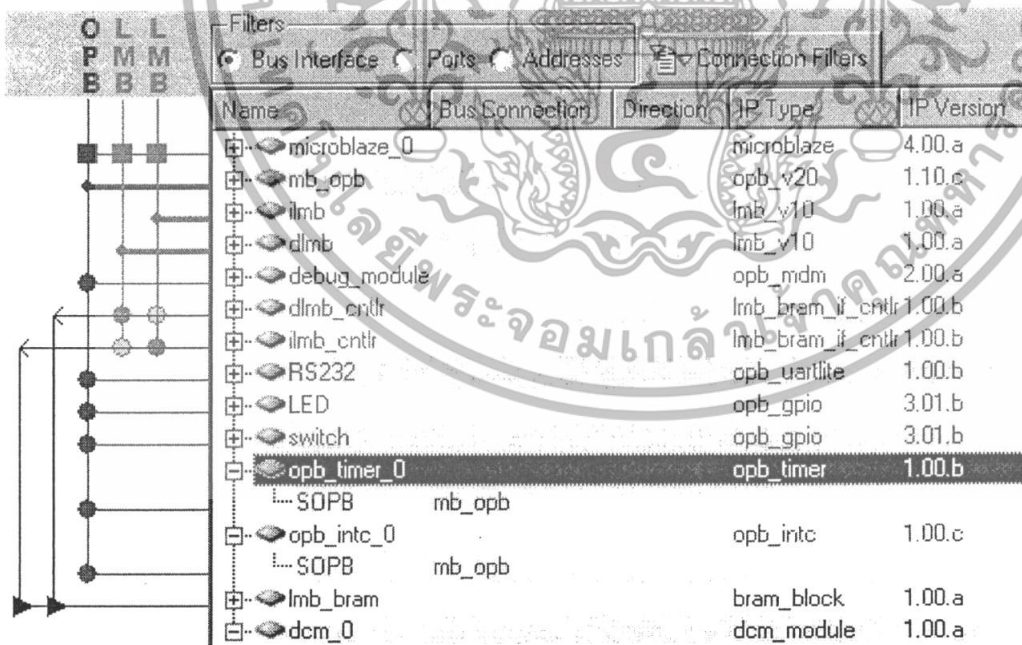 O L L
P M M
B B B
Filters
Bus Interface Ports Addresses Connection Filters
Name Bus Connection Direction IP Type IP Version
microblaze_0 microblaze 4.00.a
mb_opb opb_v20 1.10.c
ilmb lmb_v10 1.00.a
dlmb lmb_v10 1.00.a
debug_module opb_mdm 2.00.a
dlmb_cntlr lmb_bram_if_cntlr 1.00.b
ilmb_cntlr lmb_bram_if_cntlr 1.00.b
RS232 opb_uartlite 1.00.b
LED opb_gpio 3.01.b
switch opb_gpio 3.01.b
opb_timer_0 opb_timer 1.00.b
SOPB mb_opb
opb_intc_0 opb_intc 1.00.c
SOPB mb_opb
lmb_bram bram_block 1.00.a
dcm_0 dcm_module 1.00.a